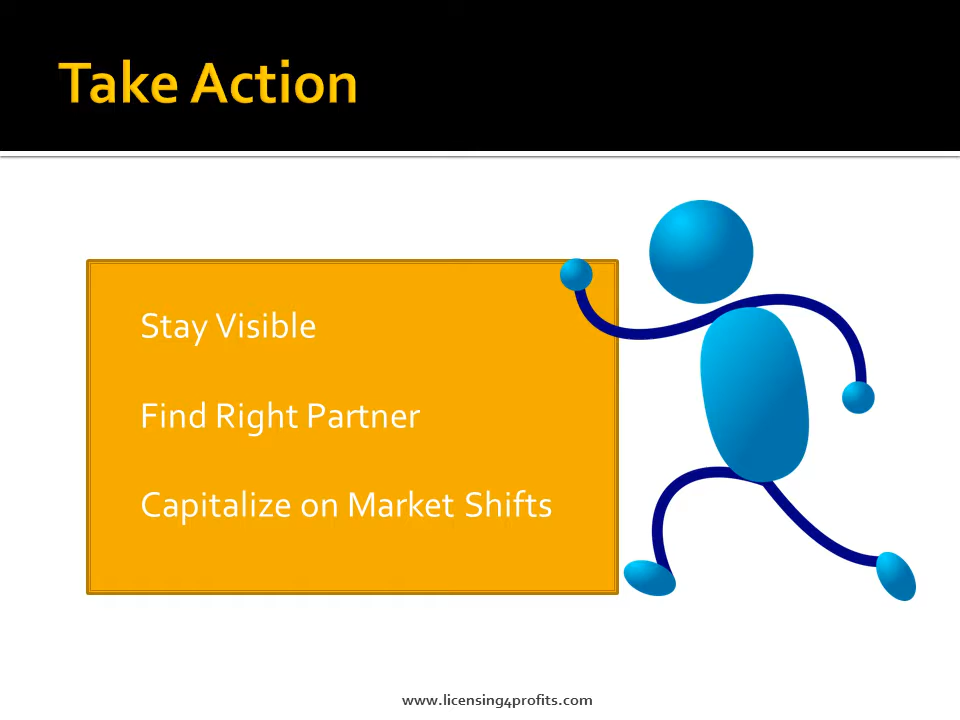 Take Action
Stay Visible
Find Right Partner
Capitalize on Market Shifts
www.licensing4profits.com